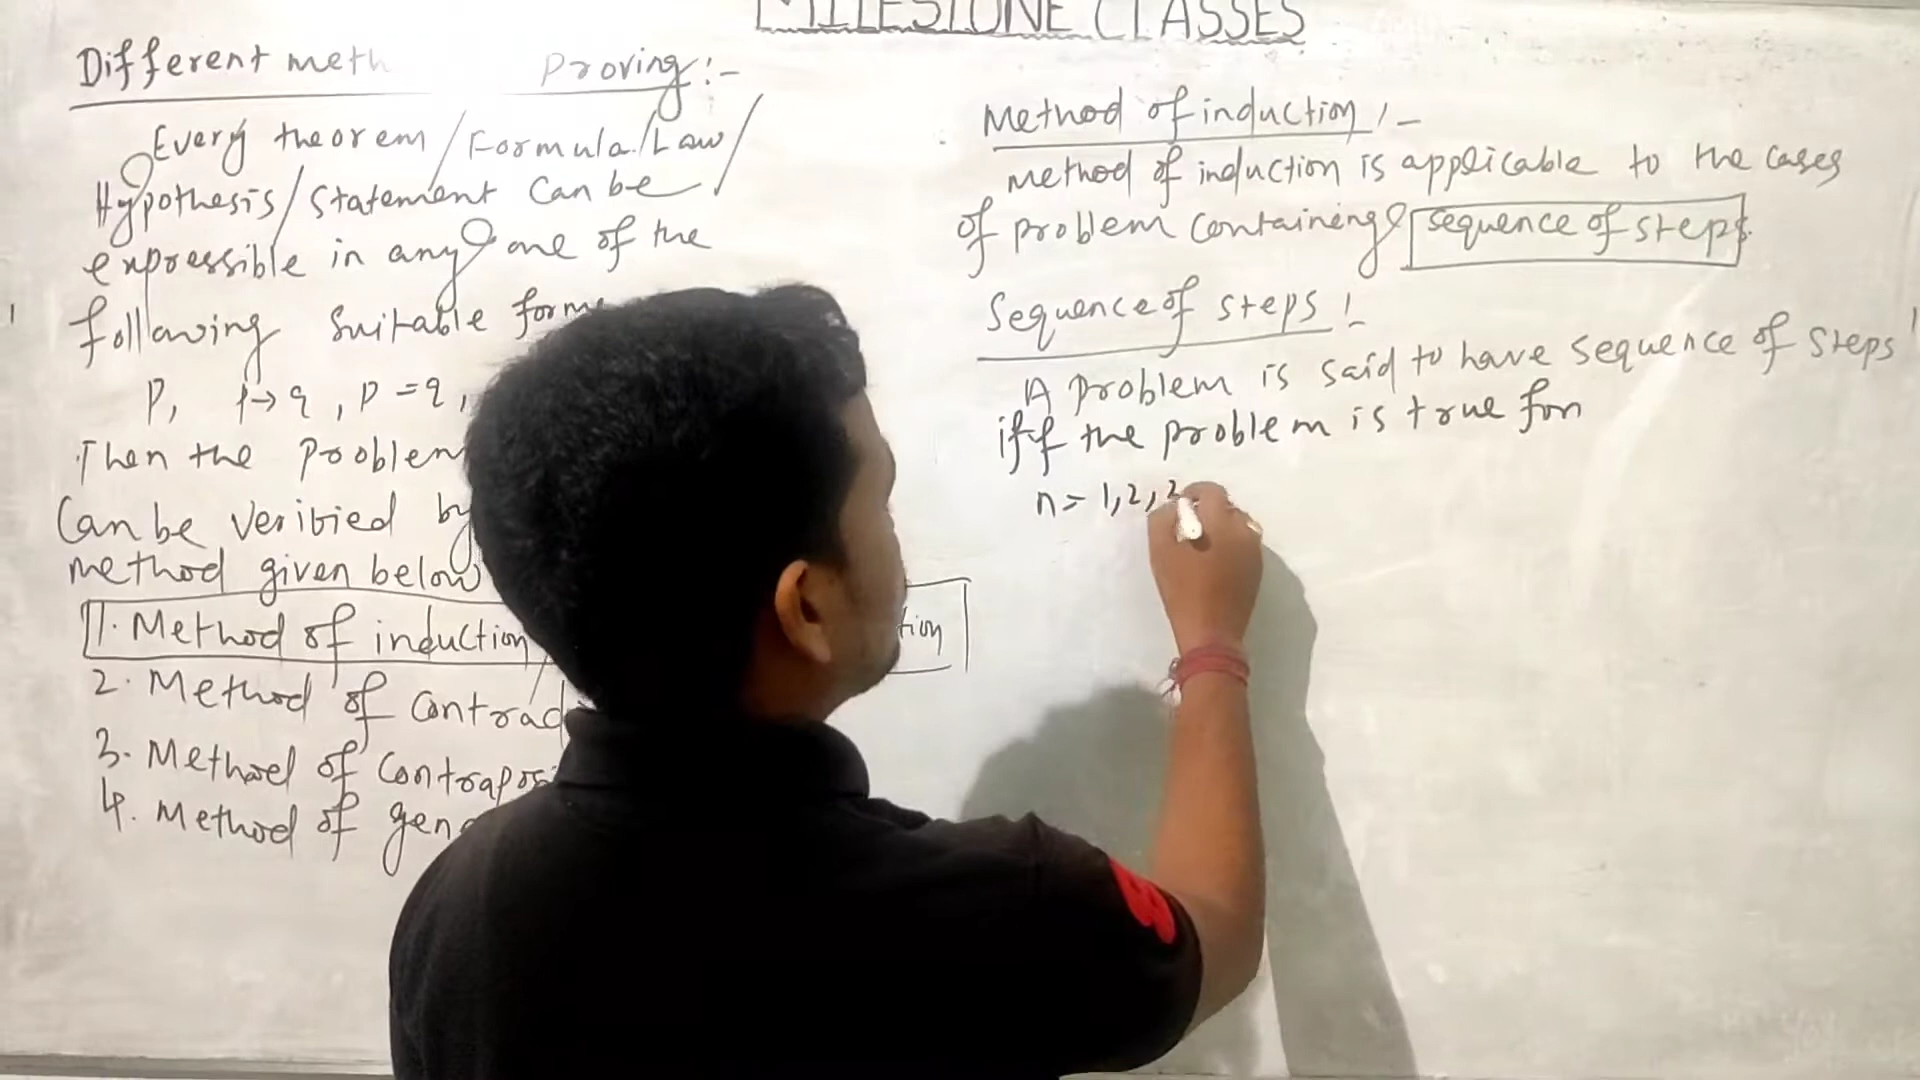 MILESTONE CLASSES
Different meth Proving:-
Every theorem/Formula/Law/
Hypothesis/Statement Can be
expressible in any one of the
following Suitable form
P, p→q, P=q,
Then the Problem
Can be veritied by
method given below
1. Method of induction tion
2. Method of Contrad
3. Method of Contraposi
4. Method of gene
Method of induction:-
method of induction is applicable to the cases
of problem containing sequence of steps.
Sequence of steps:-
A Problem is said to have sequence of steps
iff the problem is true for
n = 1,2,3